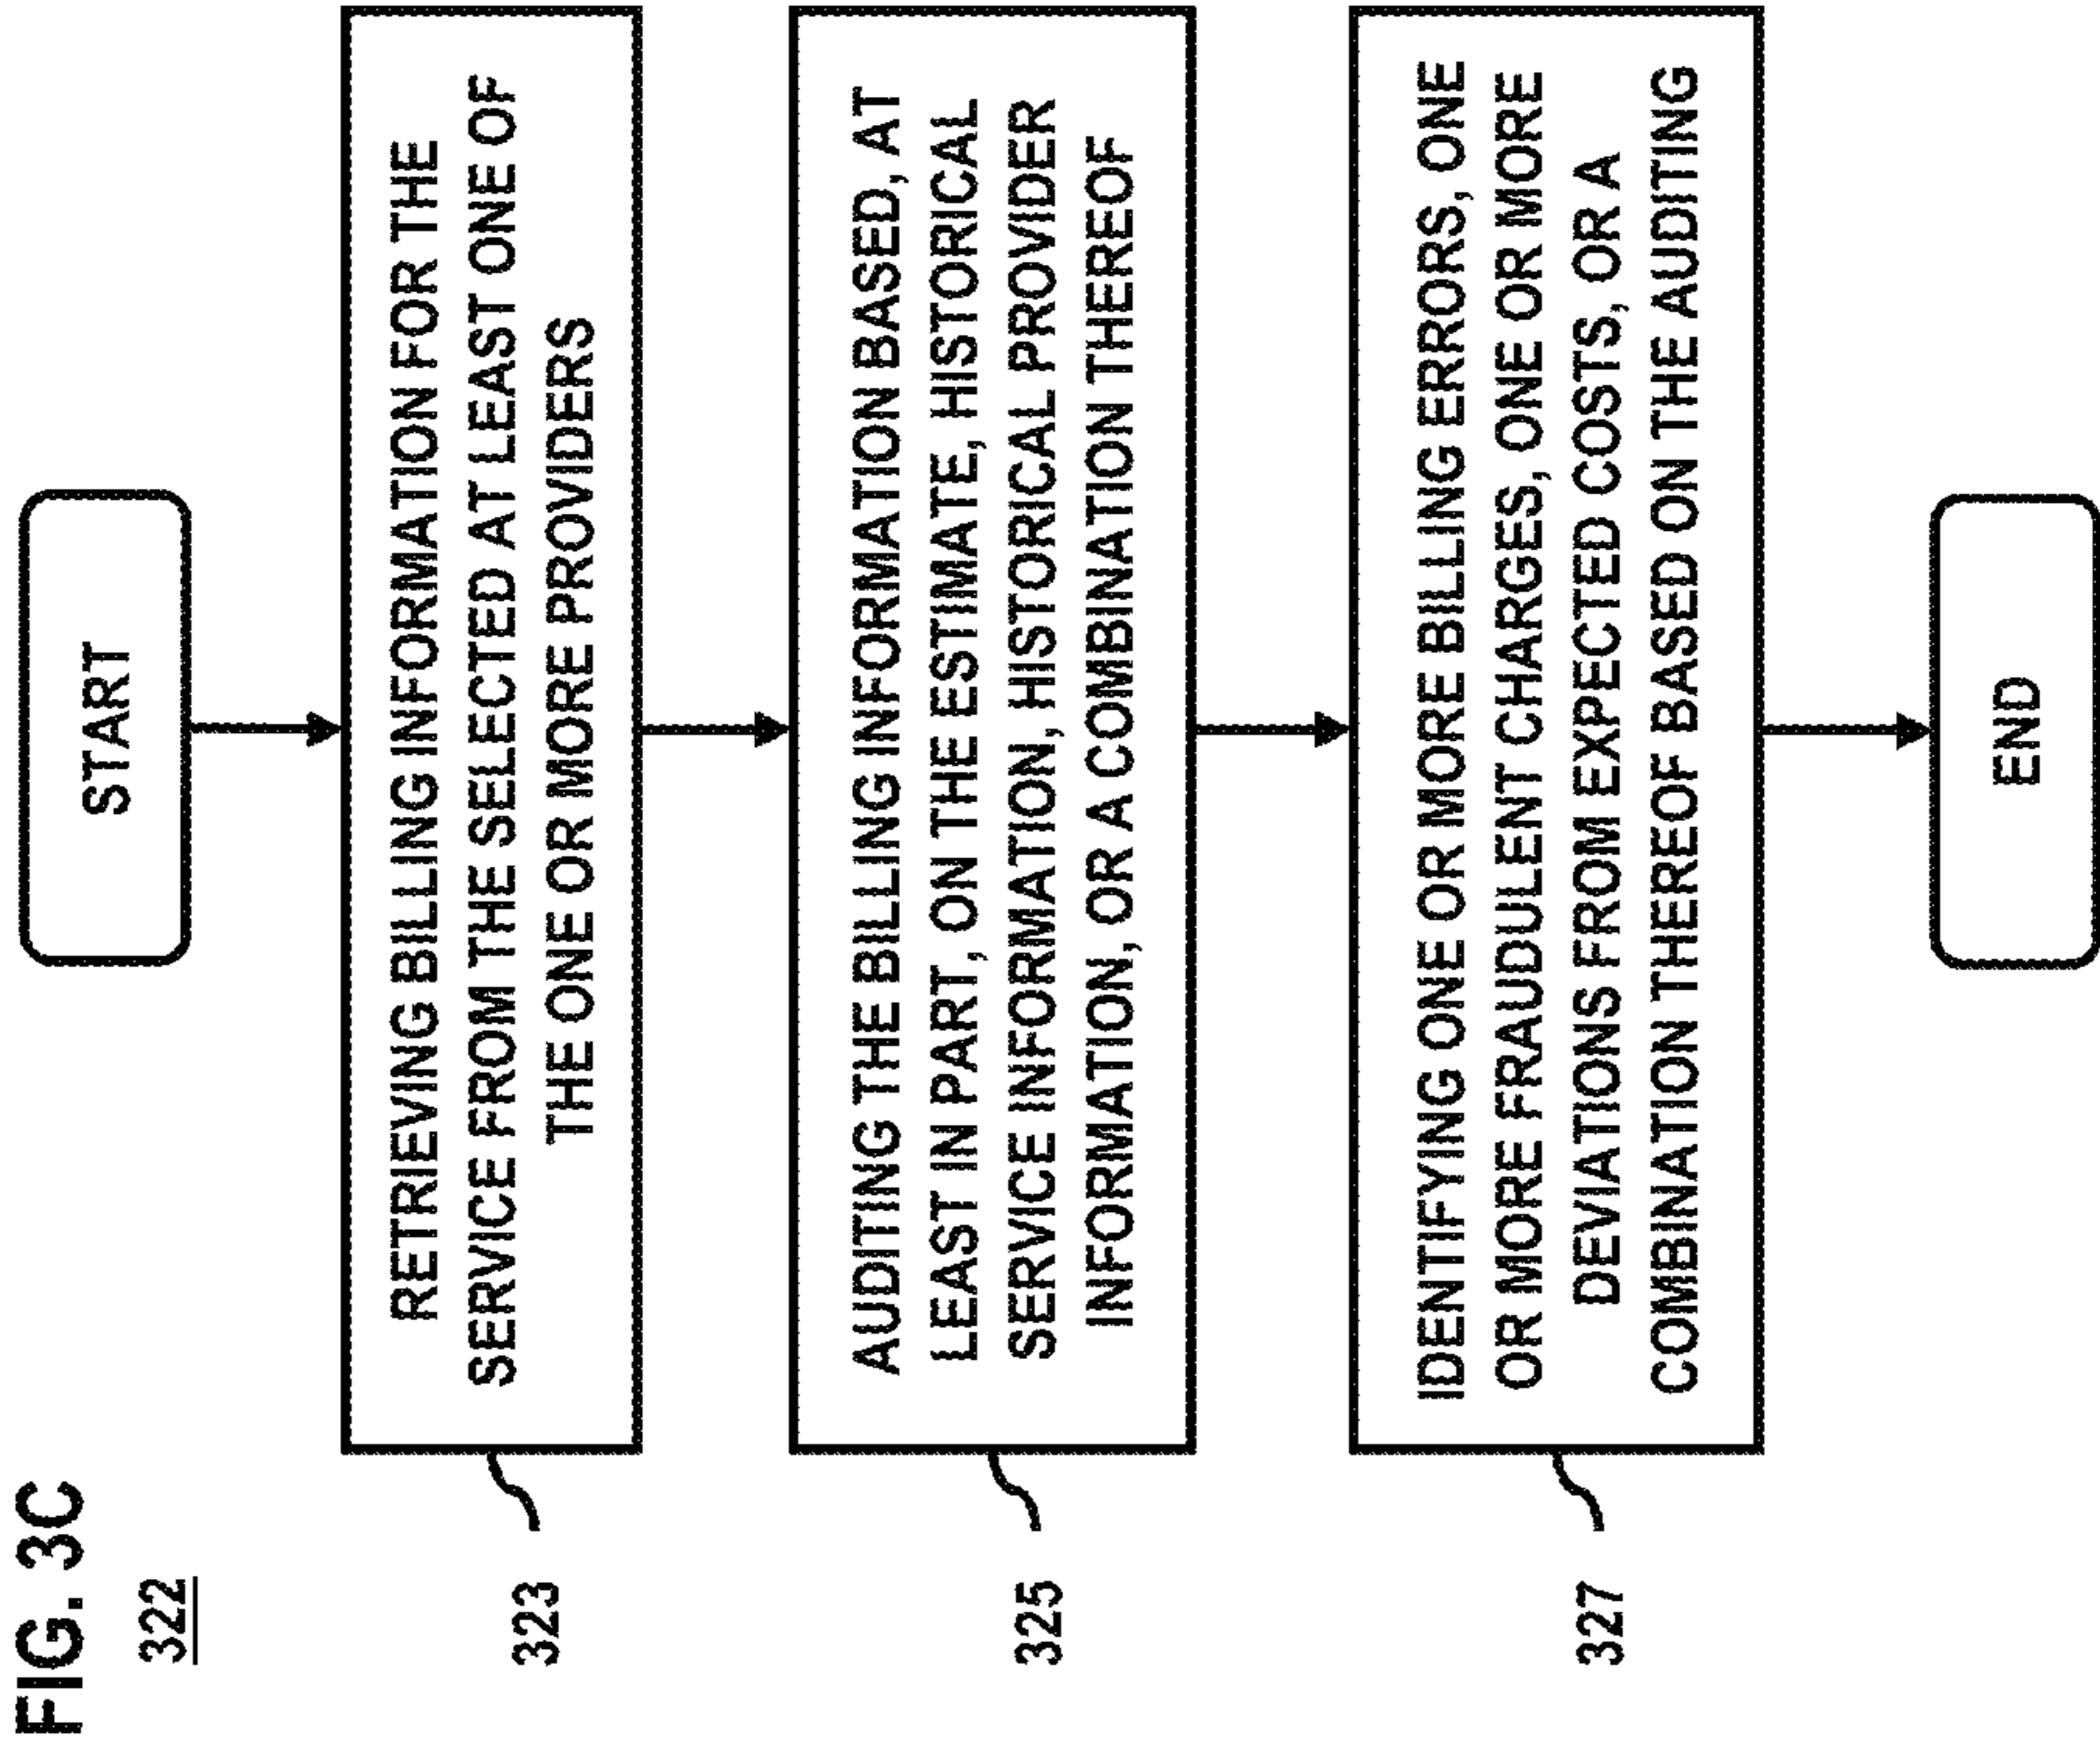 FIG. 3C
322
START
323
RETRIEVING BILLING INFORMATION FOR THE
SERVICE FROM THE SELECTED AT LEAST ONE OF
THE ONE OR MORE PROVIDERS
325
AUDITING THE BILLING INFORMATION BASED, AT
LEAST IN PART, ON THE ESTIMATE, HISTORICAL
SERVICE INFORMATION, HISTORICAL PROVIDER
INFORMATION, OR A COMBINATION THEREOF
327
IDENTIFYING ONE OR MORE BILLING ERRORS, ONE
OR MORE FRAUDULENT CHARGES, ONE OR MORE
DEVIATIONS FROM EXPECTED COSTS, OR A
COMBINATION THEREOF BASED ON THE AUDITING
END